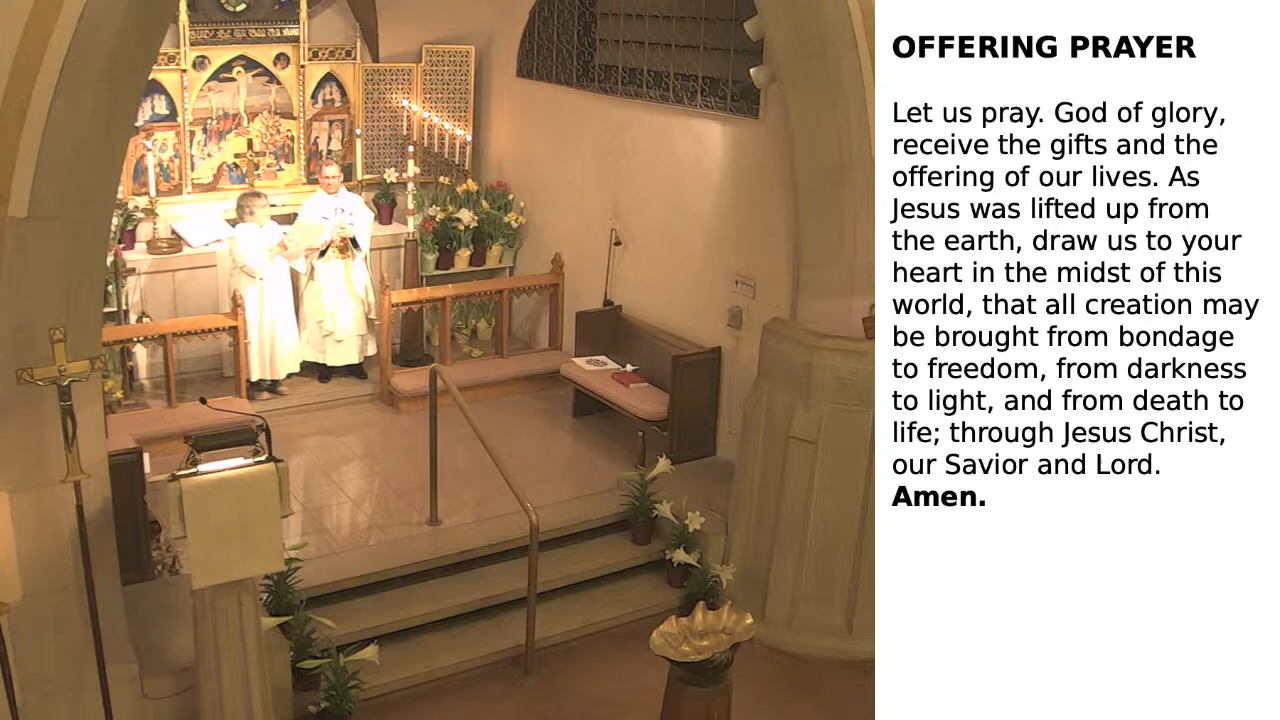 OFFERING PRAYER
Let us pray. God of glory,
receive the gifts and the
offering of our lives. As
Jesus was lifted up from
the earth, draw us to your
heart in the midst of this
world, that all creation may
be brought from bondage
to freedom, from darkness
to light, and from death to
life; through Jesus Christ,
our Savior and Lord.
Amen.